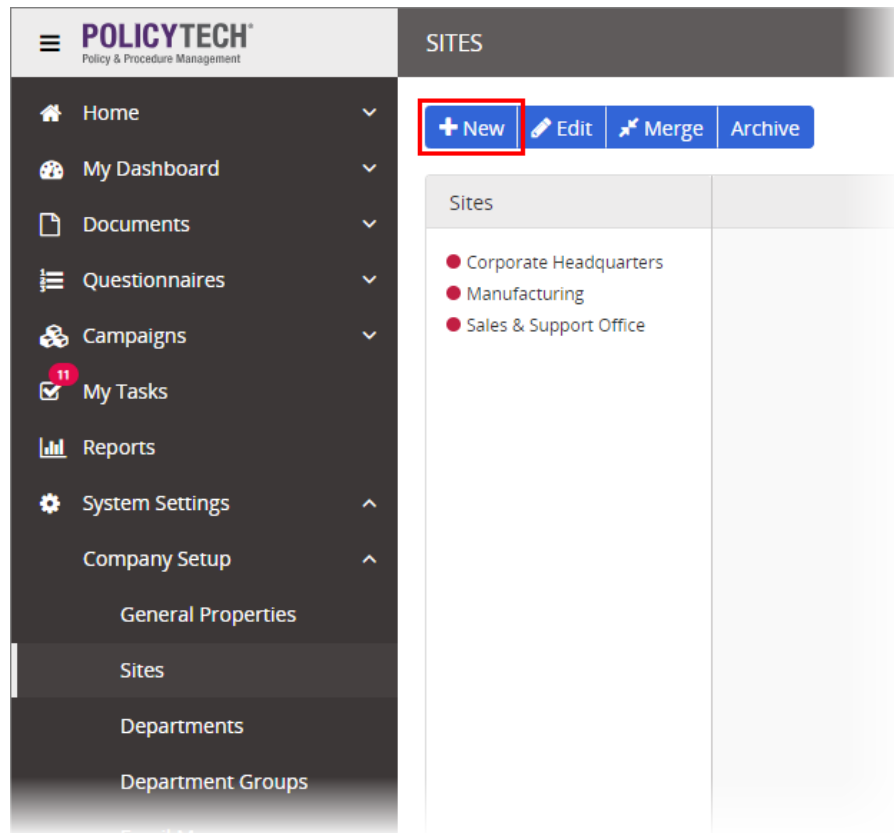 POLICYTECH®
Policy & Procedure Management
SITES
Home
My Dashboard
Documents
Questionnaires
Campaigns
11
My Tasks
Reports
System Settings
Company Setup
General Properties
Sites
Departments
Department Groups
New Edit Merge Archive
Sites
Corporate Headquarters
Manufacturing
Sales & Support Office